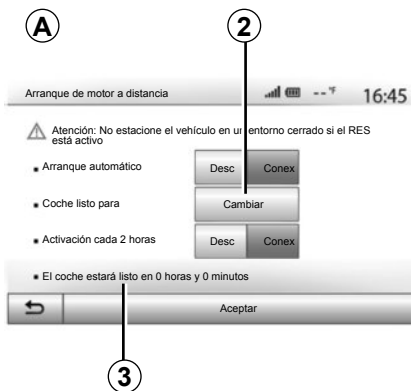 A
2
Arranque de motor a distancia
--°F
16:45
Atención: No estacione el vehículo en un entorno cerrado si el RES
está activo
Arranque automático
Desc
Conex
Coche listo para
Cambiar
Activación cada 2 horas
Desc
Conex
El coche estará listo en 0 horas y 0 minutos
Aceptar
3